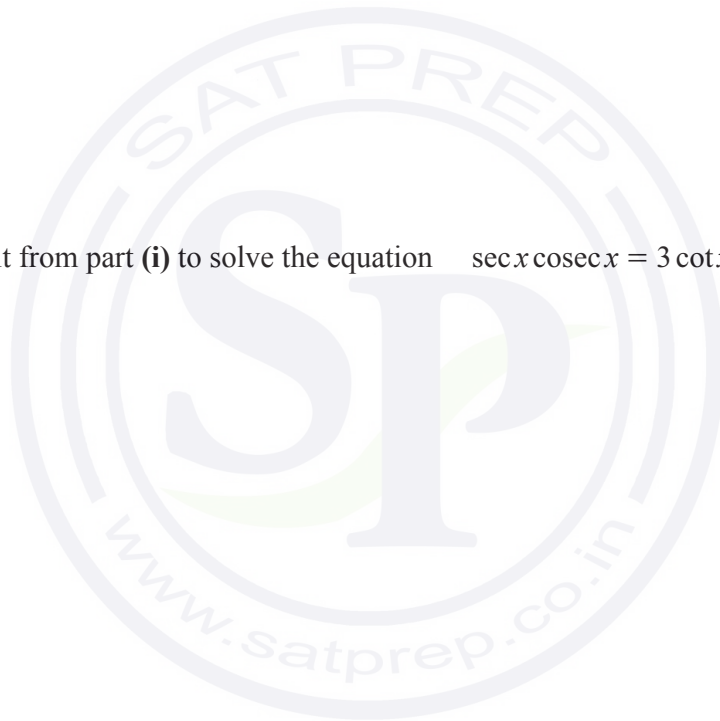 SAT PREP
t from part (i) to solve the equation sec x cosec x = 3 cot x
SP
www.satprep.co.in